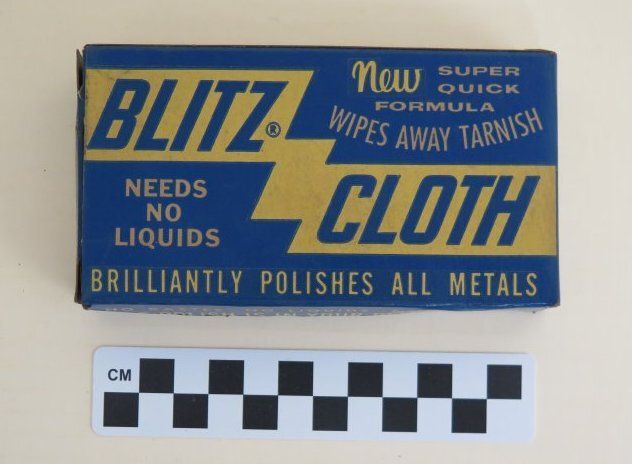 BLITZ®
New SUPER
QUICK
FORMULA
WIPES AWAY TARNISH
NEEDS
NO
LIQUIDS
CLOTH
BRILLIANTLY POLISHES ALL METALS
CM